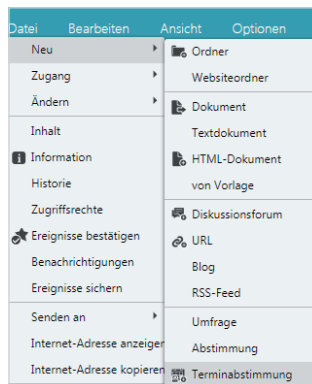 Datei Bearbeiten Ansicht Optionen
Neu
Zugang
Ändern
Inhalt
Information
Historie
Zugriffsrechte
Ereignisse bestätigen
Benachrichtigungen
Ereignisse sichern
Senden an
Internet-Adresse anzeigen
Internet-Adresse kopieren
Ordner
Websiteordner
Dokument
Textdokument
HTML-Dokument
von Vorlage
Diskussionsforum
URL
Blog
RSS-Feed
Umfrage
Abstimmung
Terminabstimmung